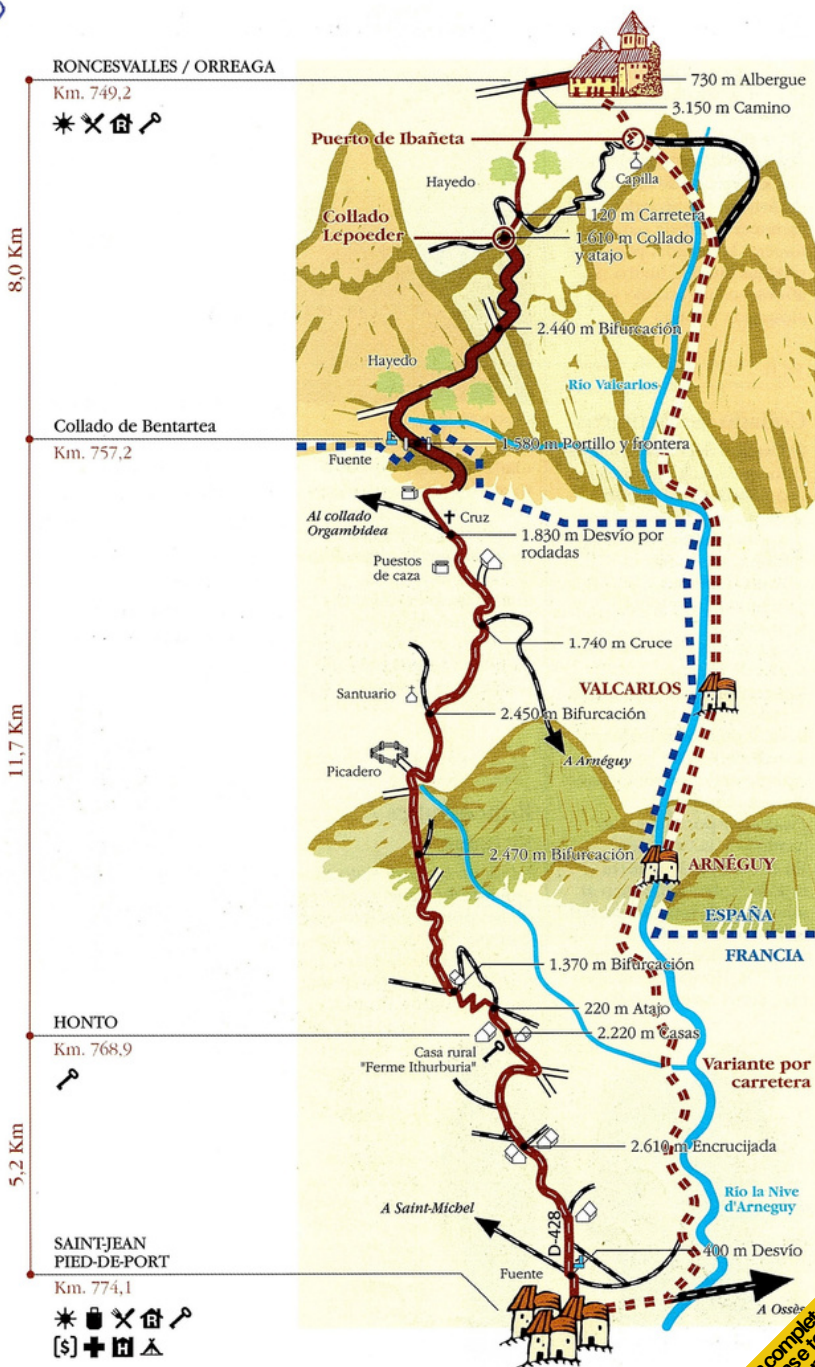 RONCESVALLES / ORREAGA
Km. 749,2
730 m Albergue
3.150 m Camino
Puerto de Ibañeta
Capilla
Hayedo
120 m Carretera
Collado
Lepoeder
1.610 m Collado
y atajo
8,0 Km
2.440 m Bifurcación
Hayedo
Río Valcarlos
Collado de Bentartea
Km. 757,2
1.580 m Portillo y frontera
Fuente
Al collado
Orgambidea
Cruz
1.830 m Desvío por
rodadas
Puestos
de caza
1.740 m Cruce
Santuario
VALCARLOS
2.450 m Bifurcación
11,7 Km
A Arnéguy
Picadero
2.470 m Bifurcación
ARNÉGUY
ESPAÑA
FRANCIA
1.370 m Bifurcación
220 m Atajo
HONTO
Km. 768,9
2.220 m Casas
Casa rural
"Ferme Ithurburia"
Variante por
carretera
5,2 Km
2.610 m Encrucijada
Río la Nive
d'Arneguy
A Saint-Michel
D-428
400 m Desvío
SAINT-JEAN
PIED-DE-PORT
Km. 774,1
Fuente
A Ossès
[$]